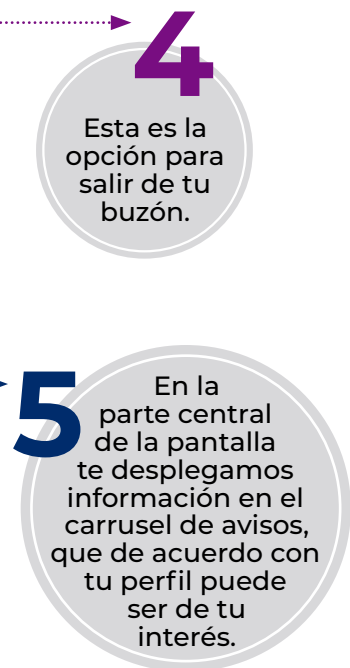 4
Esta es la
opción para
salir de tu
buzón.
5
En la
parte central
de la pantalla
te desplegamos
información en el
carrusel de avisos,
que de acuerdo con
tu perfil puede
ser de tu
interés.